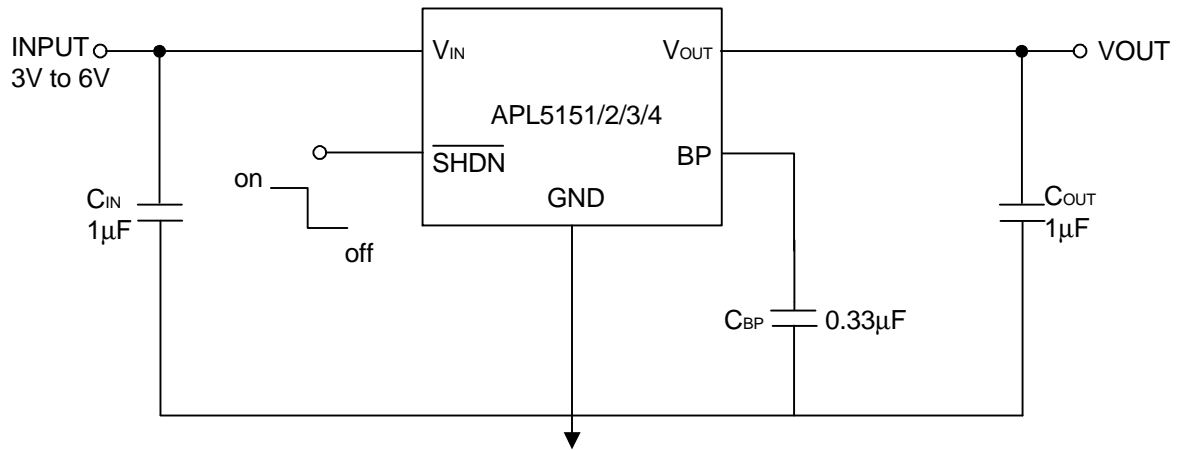 INPUT
3V to 6V
VIN
VOUT
VOUT
APL5151/2/3/4
SHDN
BP
on
off
GND
CIN
1μF
COUT
1μF
CBP
0.33μF